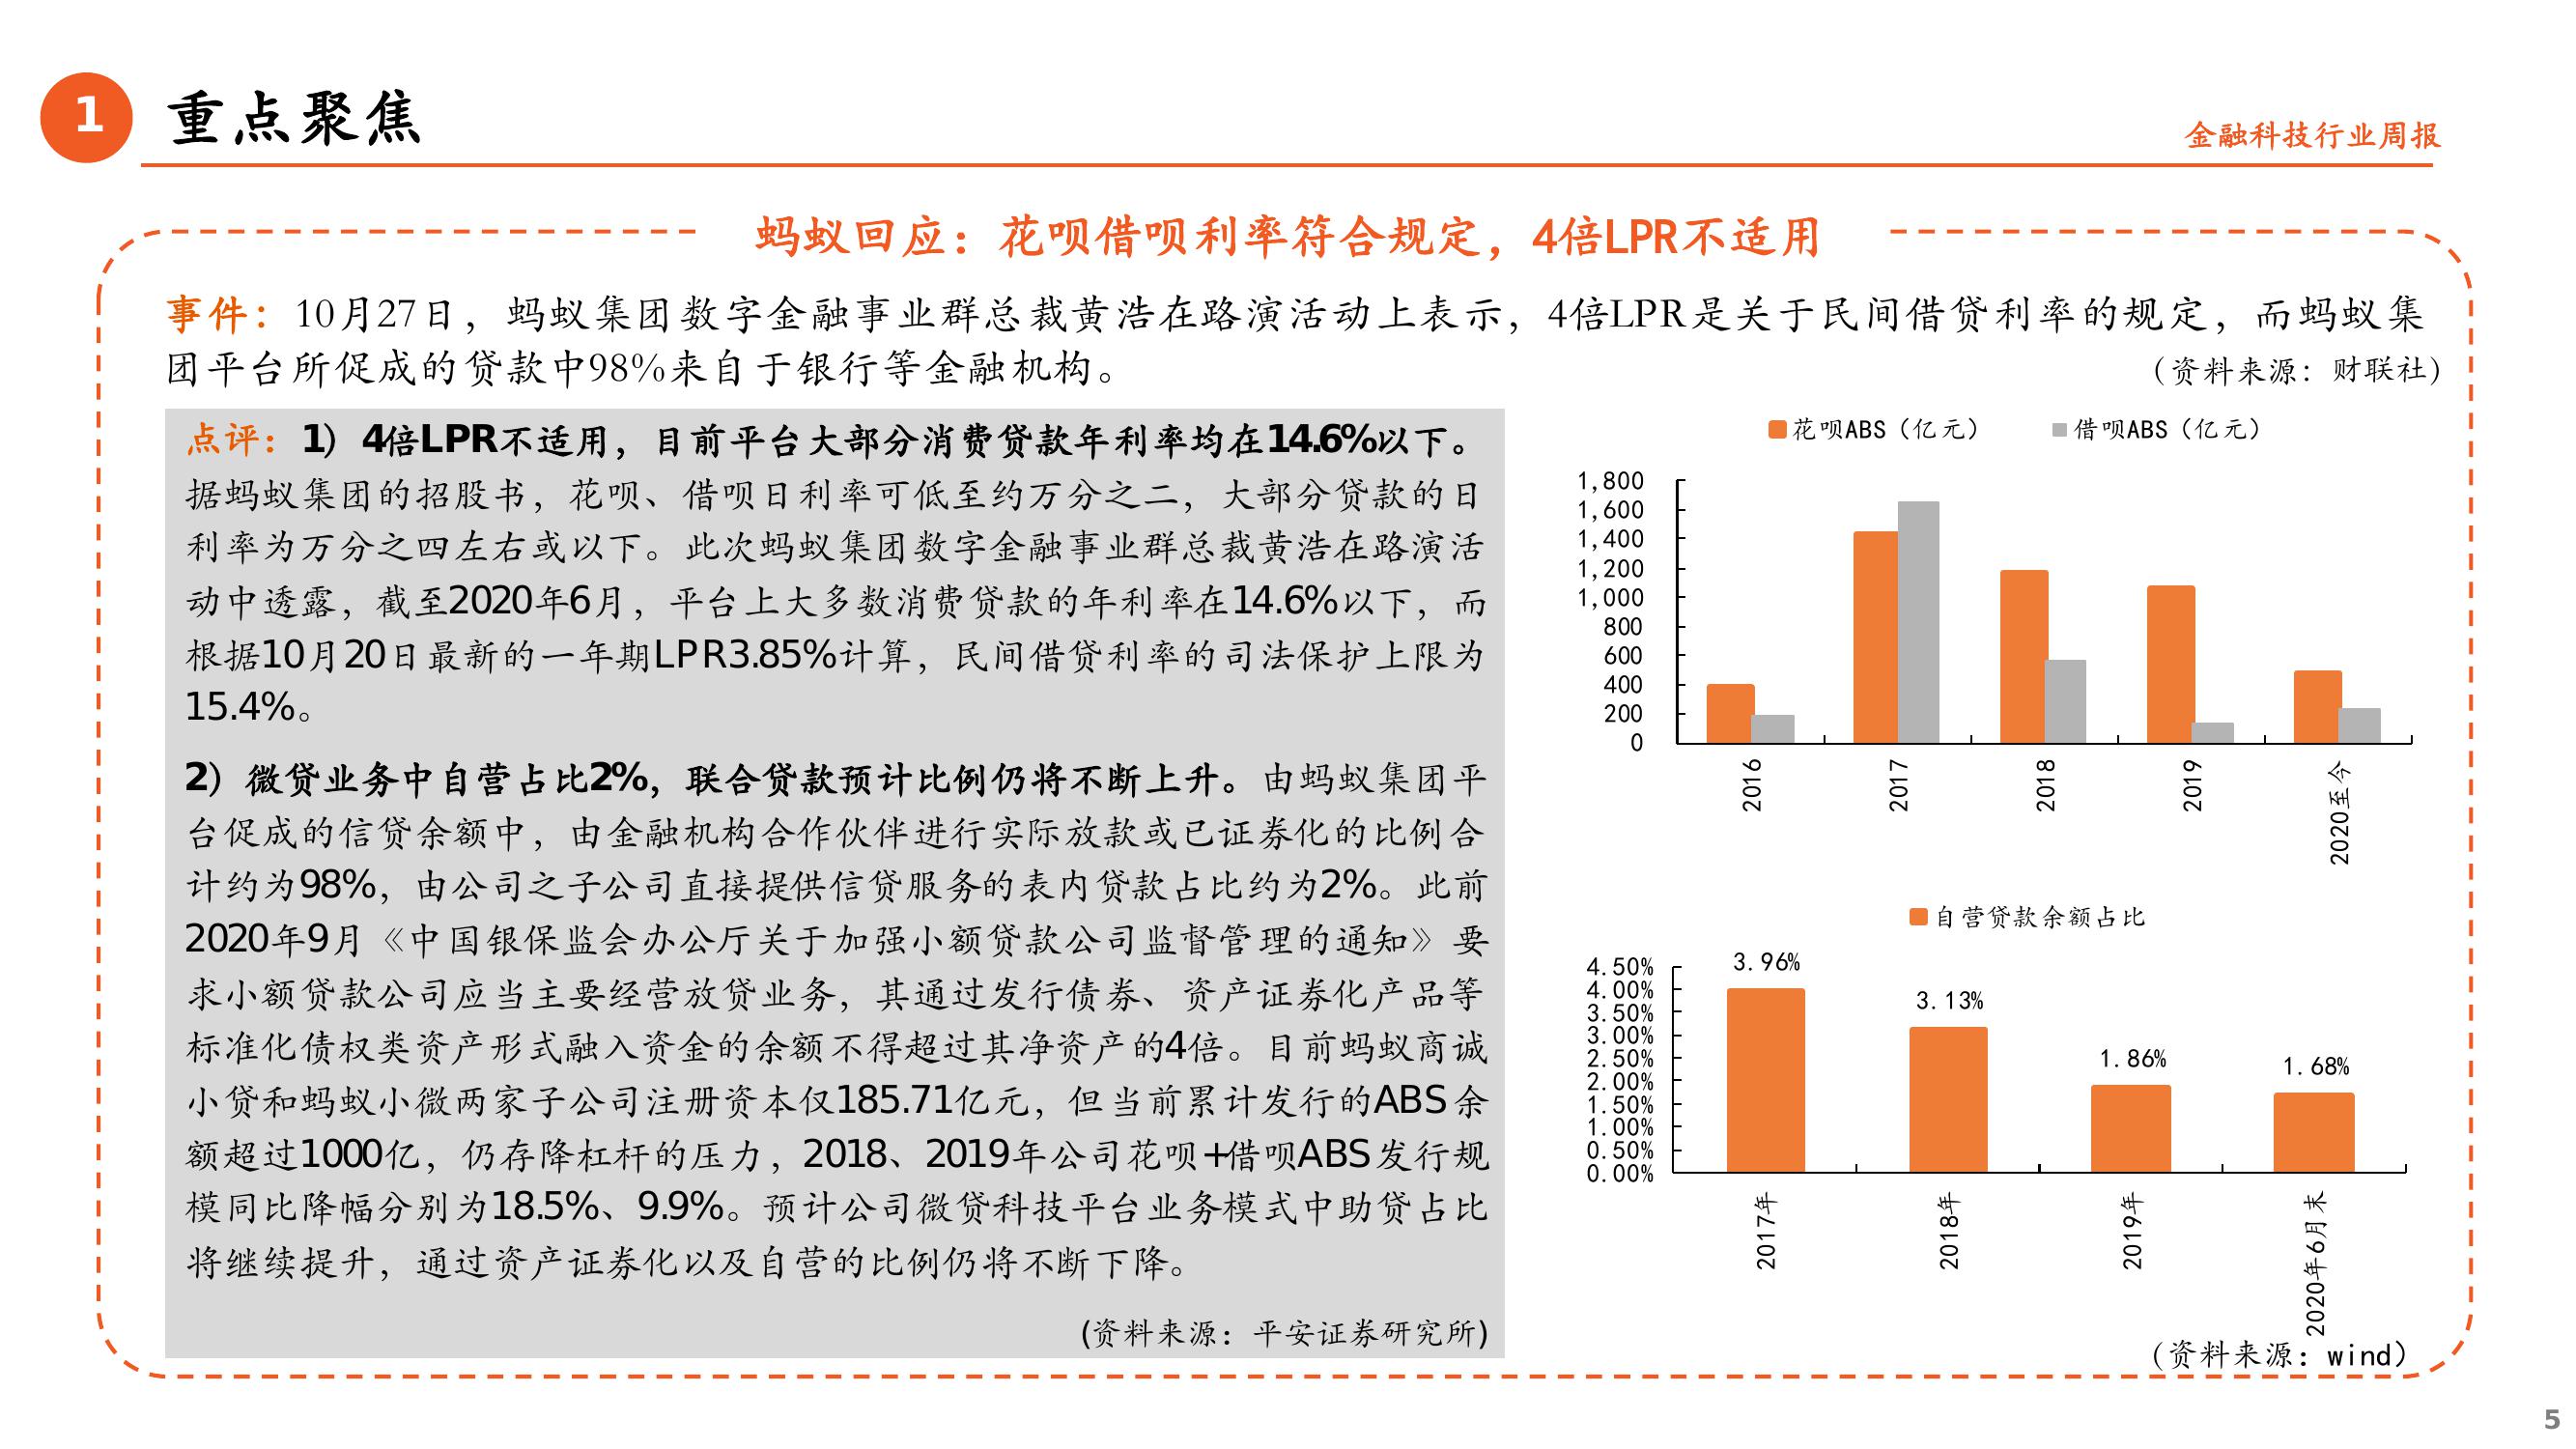 1
重点聚焦
金融科技行业周报
蚂蚁回应：花呗借呗利率符合规定，4倍LPR不适用
事件：10月27日，蚂蚁集团数字金融事业群总裁黄浩在路演活动上表示，4倍LPR是关于民间借贷利率的规定，而蚂蚁集
团平台所促成的贷款中98%来自于银行等金融机构。
（资料来源：财联社）
点评：1）4倍LPR不适用，目前平台大部分消费贷款年利率均在14.6%以下。
据蚂蚁集团的招股书，花呗、借呗日利率可低至约万分之二，大部分贷款的日
利率为万分之四左右或以下。此次蚂蚁集团数字金融事业群总裁黄浩在路演活
动中透露，截至2020年6月，平台上大多数消费贷款的年利率在14.6%以下，而
根据10月20日最新的一年期LPR3.85%计算，民间借贷利率的司法保护上限为
15.4%。
2）微贷业务中自营占比2%，联合贷款预计比例仍将不断上升。由蚂蚁集团平
台促成的信贷余额中，由金融机构合作伙伴进行实际放款或已证券化的比例合
计约为98%，由公司之子公司直接提供信贷服务的表内贷款占比约为2%。此前
2020年9月《中国银保监会办公厅关于加强小额贷款公司监督管理的通知》要
求小额贷款公司应当主要经营放贷业务，其通过发行债券、资产证券化产品等
标准化债权类资产形式融入资金的余额不得超过其净资产的4倍。目前蚂蚁商诚
小贷和蚂蚁小微两家子公司注册资本仅185.71亿元，但当前累计发行的ABS余
额超过1000亿，仍存降杠杆的压力，2018、2019年公司花呗+借呗ABS发行规
模同比降幅分别为18.5%、9.9%。预计公司微贷科技平台业务模式中助贷占比
将继续提升，通过资产证券化以及自营的比例仍将不断下降。
(资料来源：平安证券研究所)
花呗ABS（亿元） 借呗ABS（亿元）
1,800
1,600
1,400
1,200
1,000
800
600
400
200
0
2016
2017
2018
2019
2020至今
自营贷款余额占比
4.50%
4.00%
3.50%
3.00%
2.50%
2.00%
1.50%
1.00%
0.50%
0.00%
3.96%
3.13%
1.86%
1.68%
2017年
2018年
2019年
2020年6月末
（资料来源：wind）
5